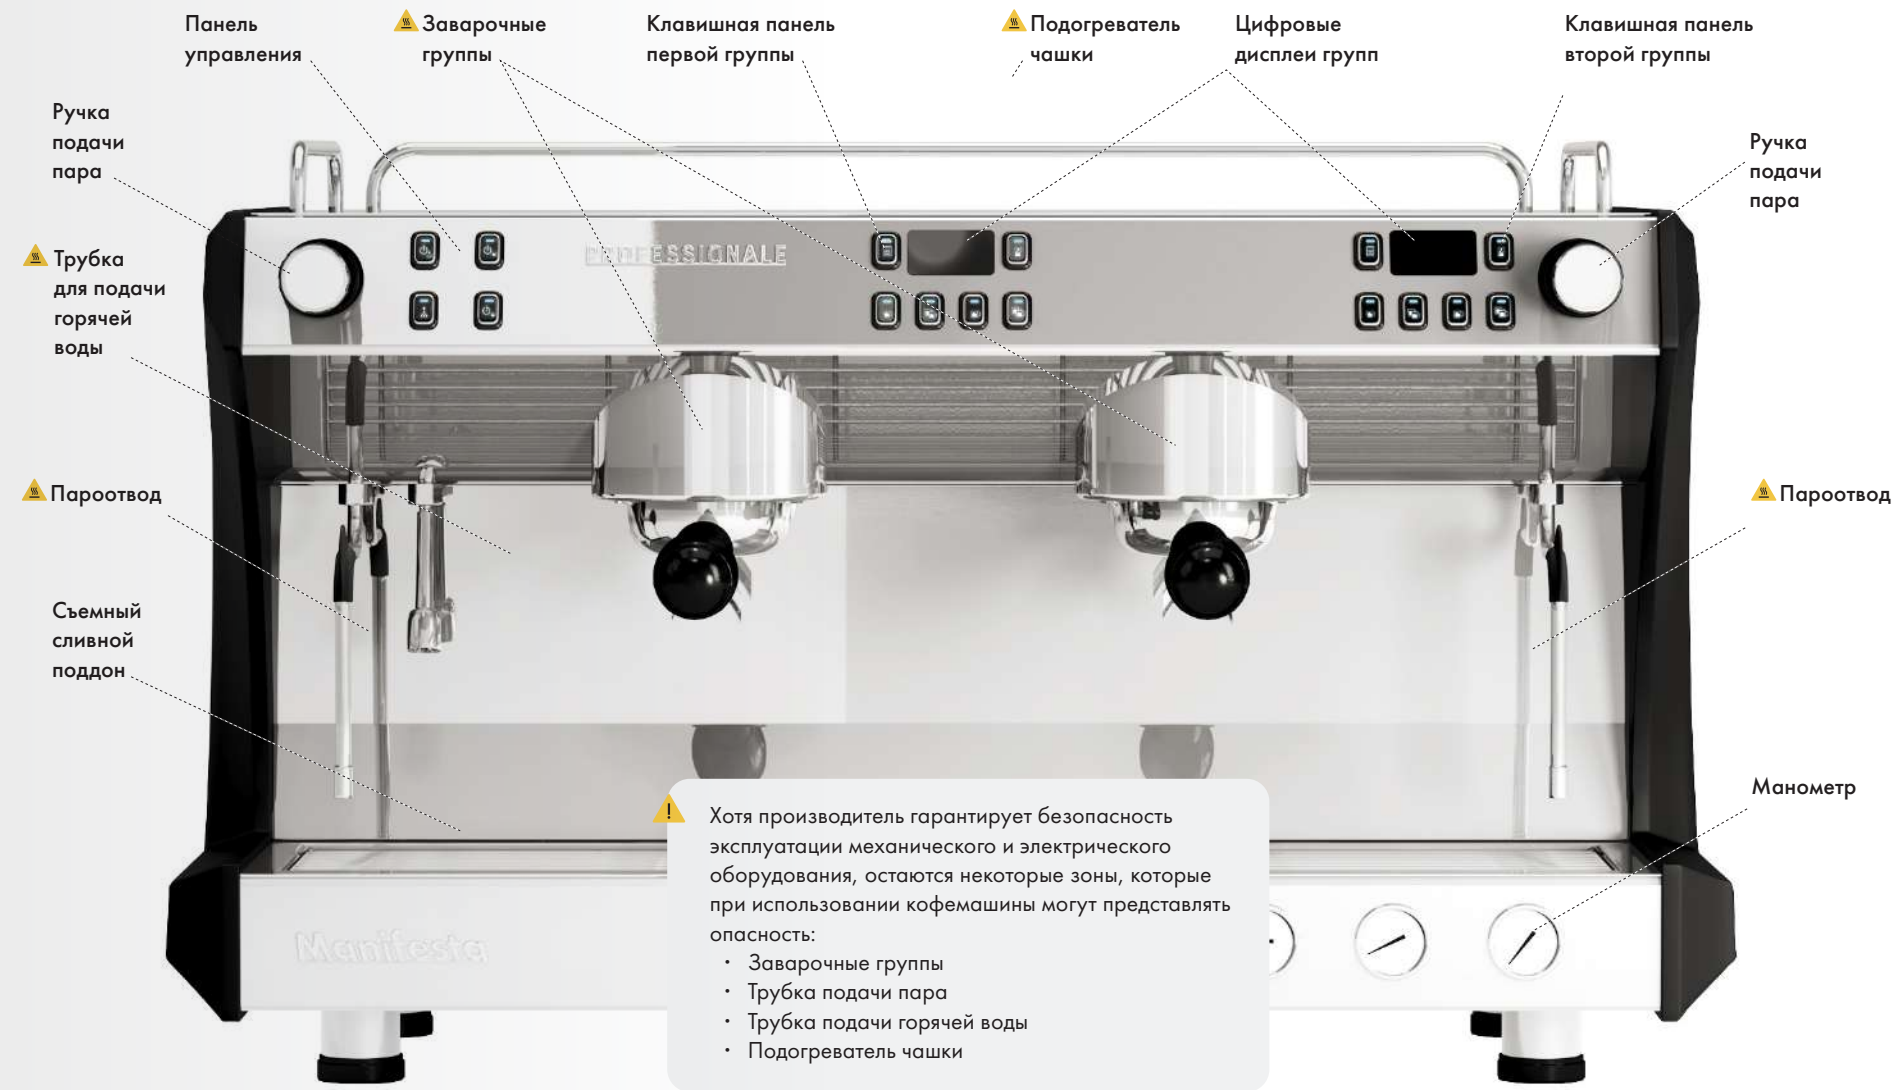 Панель
управления
Заварочные
группы
Клавишная панель
первой группы
Подогреватель
чашки
Цифровые
дисплеи групп
Клавишная панель
второй группы
Ручка
подачи
пара
Ручка
подачи
пара
Трубка
для подачи
горячей
воды
PROFESSIONALE
Пароотвод
Пароотвод
Съемный
сливной
поддон
Манометр
Хотя производитель гарантирует безопасность
эксплуатации механического и электрического
оборудования, остаются некоторые зоны, которые
при использовании кофемашины могут представлять
опасность:
· Заварочные группы
· Трубка подачи пара
· Трубка подачи горячей воды
· Подогреватель чашки
Manifesta